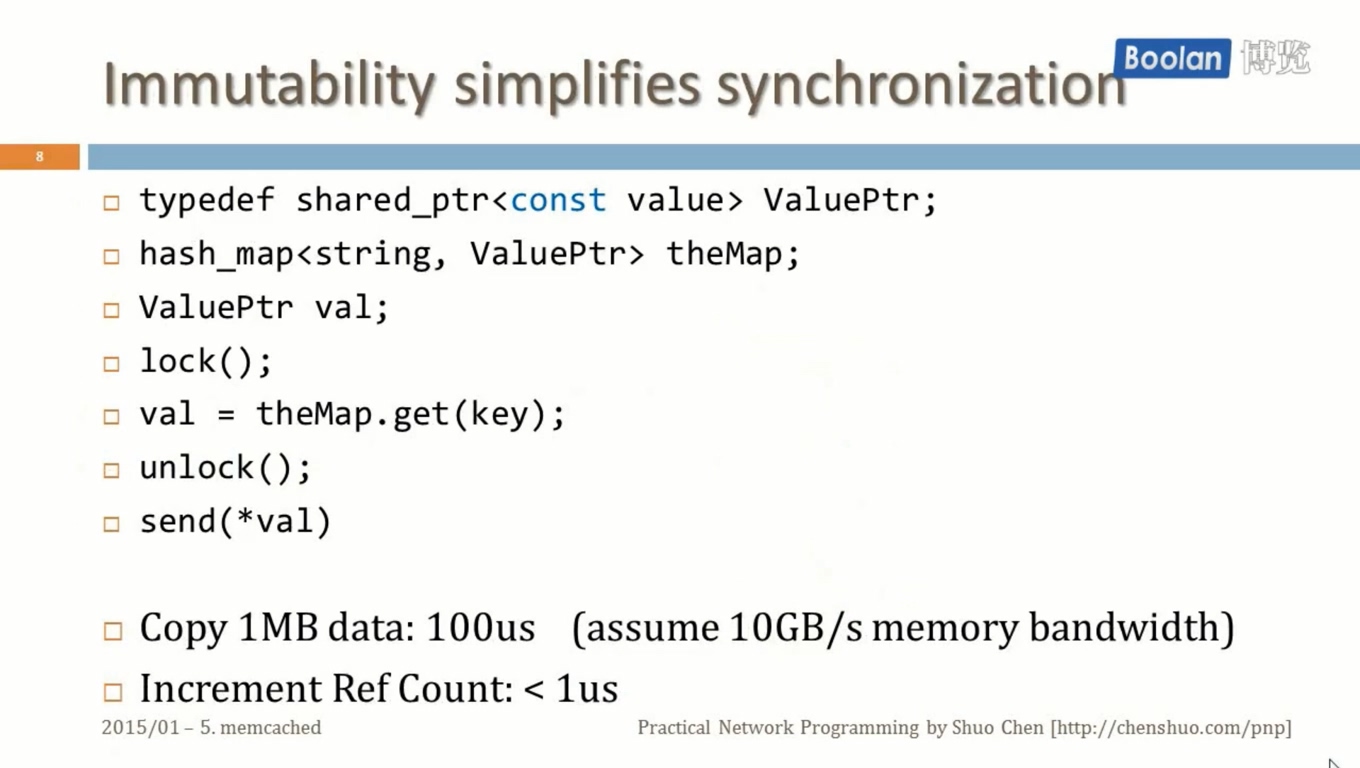 Boolan 博览
Immutability simplifies synchronization
8
typedef shared_ptr<const value> ValuePtr;
hash_map<string, ValuePtr> theMap;
ValuePtr val;
lock();
val = theMap.get(key);
unlock();
send(*val)
Copy 1MB data: 100us (assume 10GB/s memory bandwidth)
Increment Ref Count: < 1us
2015/01 – 5. memcached
Practical Network Programming by Shuo Chen [http://chenshuo.com/pnp]